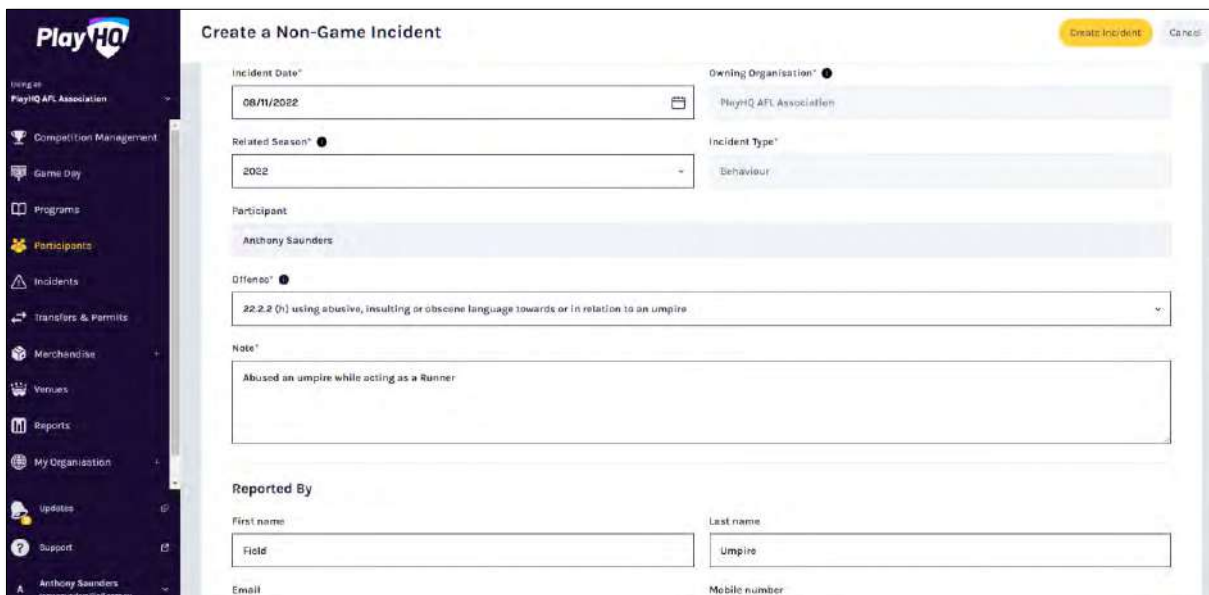 PlayHQ
Create a Non-Game Incident
Create Incident
Cancel
Using as
PlayHQ AFL Association
Competition Management
Game Day
Programs
Participants
Incidents
Transfers & Permits
Merchandise +
Venues
Reports
My Organisation +
Updates
Support
A Anthony Saunders
Incident Date*
08/11/2022
Owning Organisation*
PlayHQ AFL Association
Related Season*
2022
Incident Type*
Behaviour
Participant
Anthony Saunders
Offence*
22.2.2 (h) using abusive, insulting or obscene language towards or in relation to an umpire
Note*
Abused an umpire while acting as a Runner
Reported By
First name
Field
Last name
Umpire
Email
Mobile number